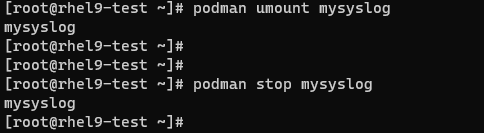 [root@rhel9-test ~]# podman umount mysyslog
mysyslog
[root@rhel9-test ~]#
[root@rhel9-test ~]#
[root@rhel9-test ~]# podman stop mysyslog
mysyslog
[root@rhel9-test ~]#